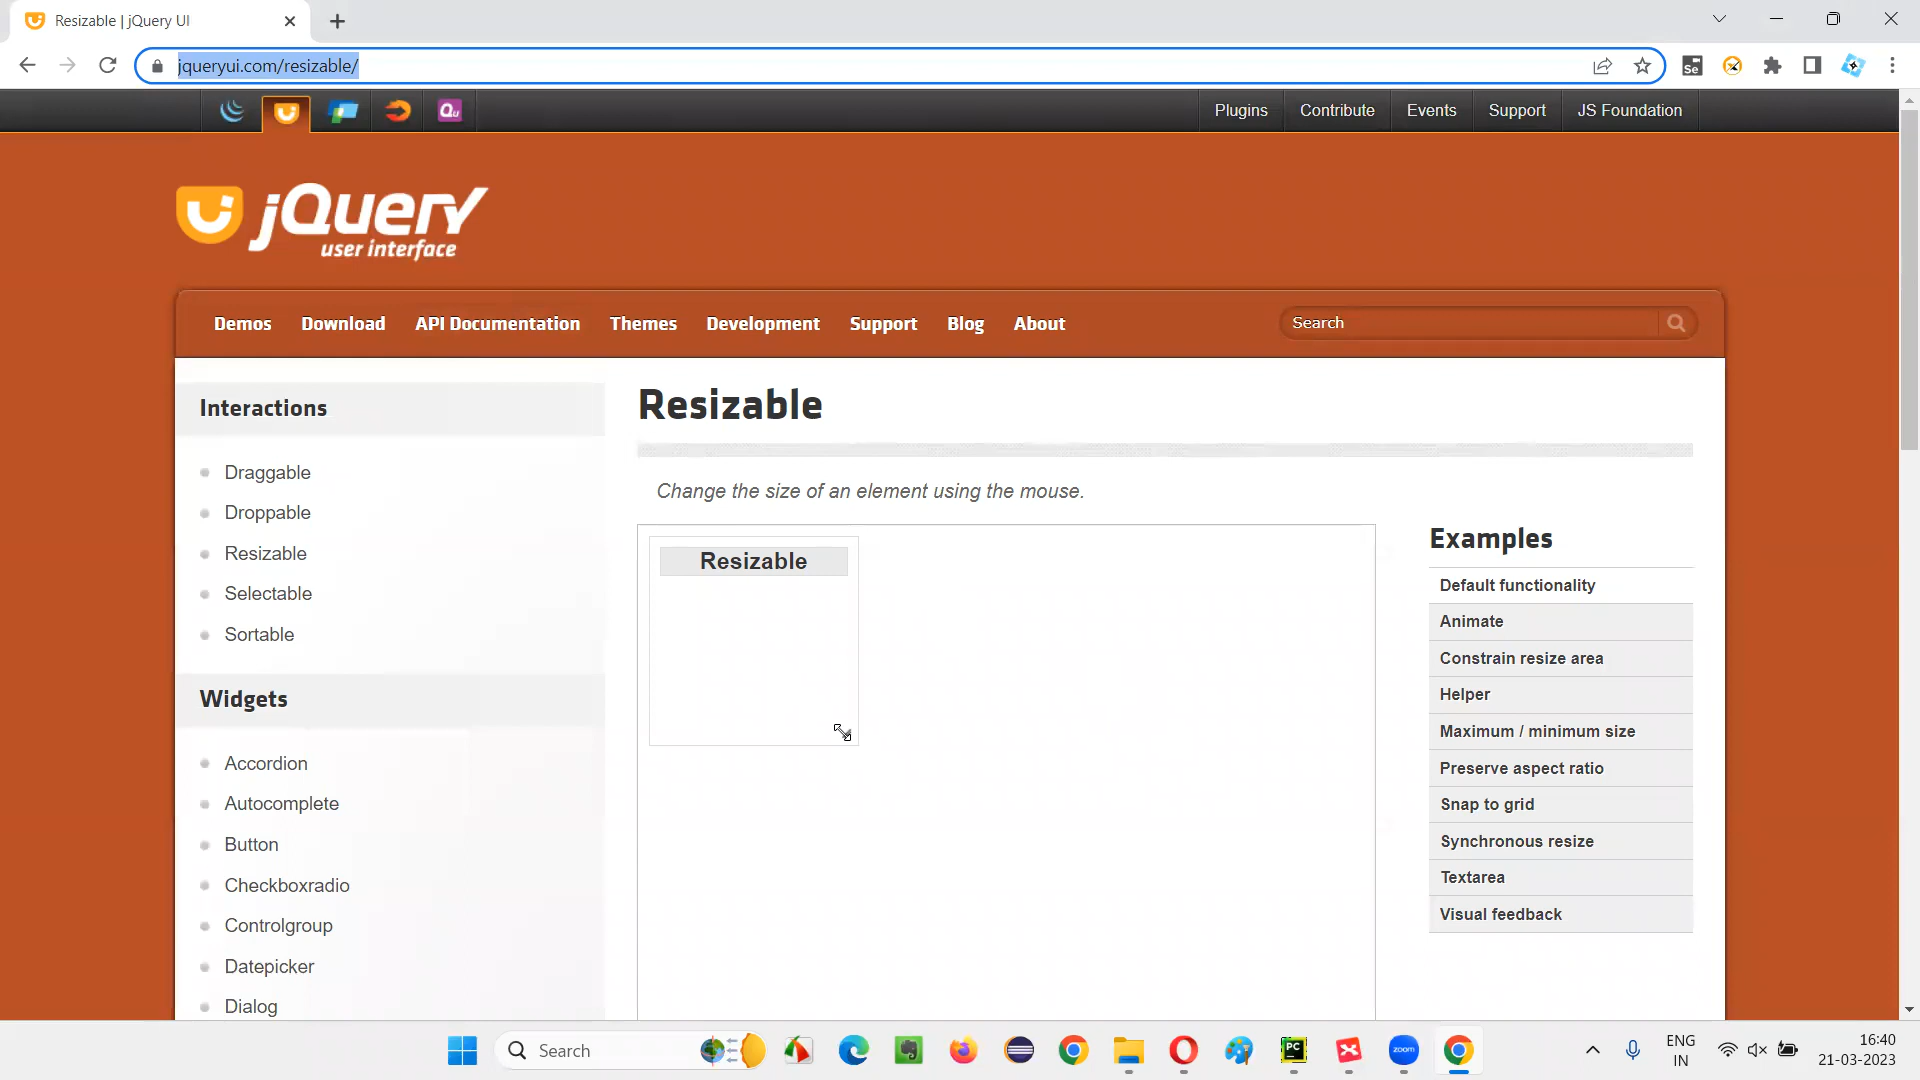 Resizable | jQuery UI
jqueryui.com/resizable/
Se
Qu
Plugins
Contribute
Events
Support
JS Foundation
jQuery
user interface
Demos
Download
API Documentation
Themes
Development
Support
Blog
About
Search
Interactions
Draggable
Droppable
Resizable
Selectable
Sortable
Widgets
Accordion
Autocomplete
Button
Checkboxradio
Controlgroup
Datepicker
Dialog
Resizable
Change the size of an element using the mouse.
Resizable
Examples
Default functionality
Animate
Constrain resize area
Helper
Maximum / minimum size
Preserve aspect ratio
Snap to grid
Synchronous resize
Textarea
Visual feedback
Search
PC
zoom
ENG
IN
16:40
21-03-2023